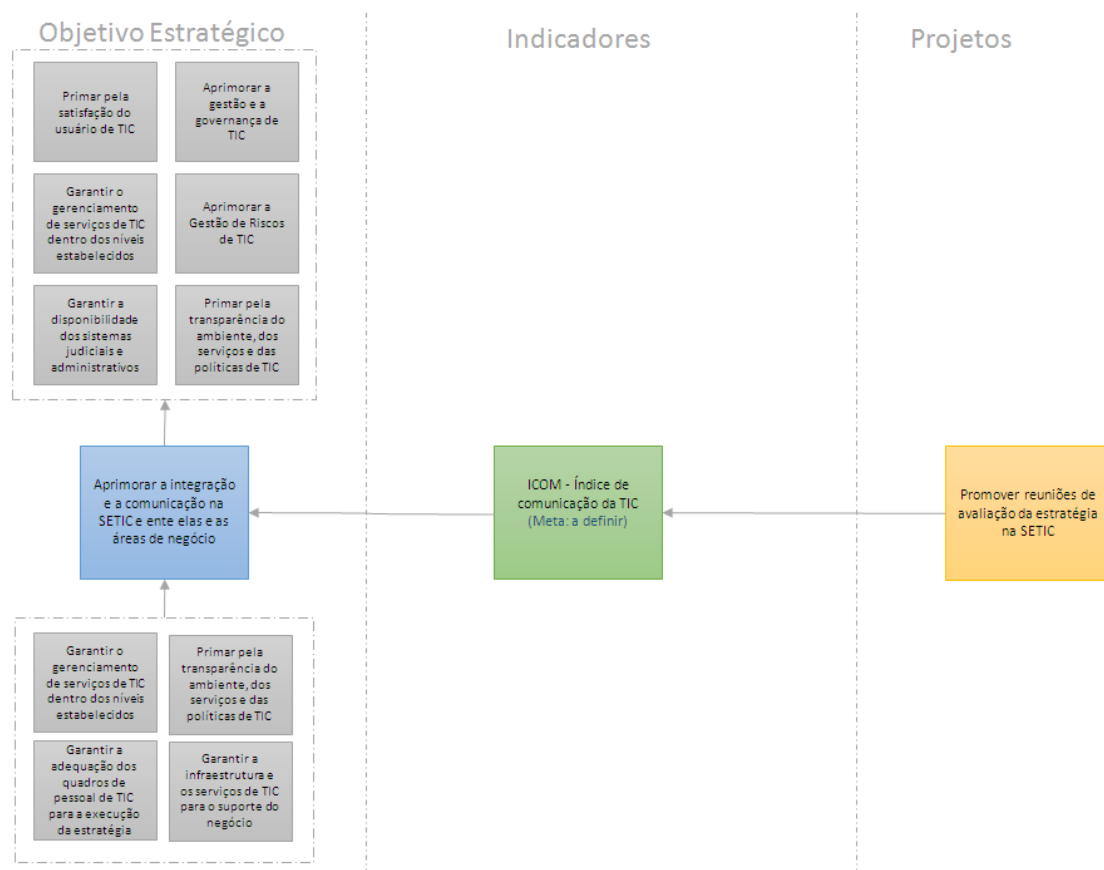 Objetivo Estratégico
Indicadores
Projetos
Primar pela
satisfação do
usuário de TIC
Aprimorar a
gestão e a
governança de
TIC
Garantir o
gerenciamento
de serviços de TIC
dentro dos níveis
estabelecidos
Aprimorar a
Gestão de Riscos
de TIC
Garantir a
disponibilidade
dos sistemas
judiciais e
administrativos
Primar pela
transparência do
ambiente, dos
serviços e das
políticas de TIC
Aprimorar a integração
e a comunicação na
SETIC e ente elas e as
áreas de negócio
ICOM - Índice de
comunicação da TIC
(Meta: a definir)
Promover reuniões de
avaliação da estratégia
na SETIC
Garantir o
gerenciamento
de serviços de TIC
dentro dos níveis
estabelecidos
Primar pela
transparência do
ambiente, dos
serviços e das
políticas de TIC
Garantir a
adequação dos
quadros de
pessoal de TIC
para a execução
da estratégia
Garantir a
infraestrutura e
os serviços de TIC
para o suporte do
negócio